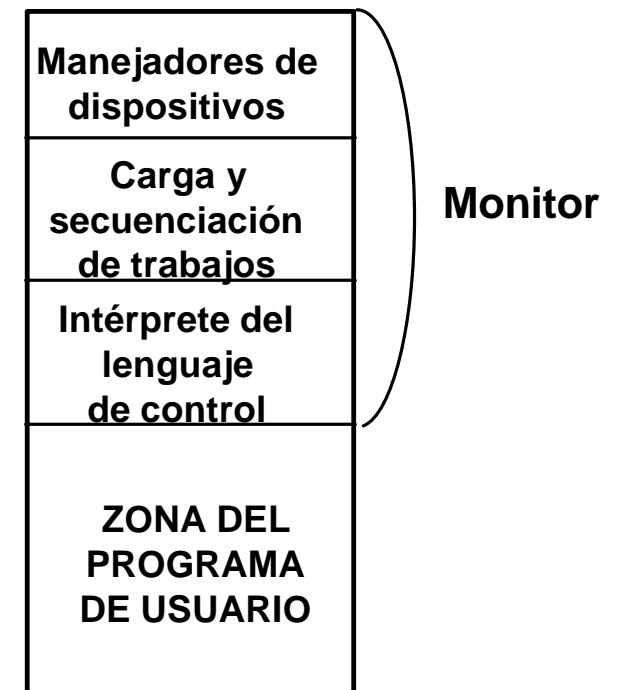 Manejadores de
dispositivos
Carga y
secuenciación
de trabajos
Intérprete del
lenguaje
de control
Monitor
ZONA DEL
PROGRAMA
DE USUARIO